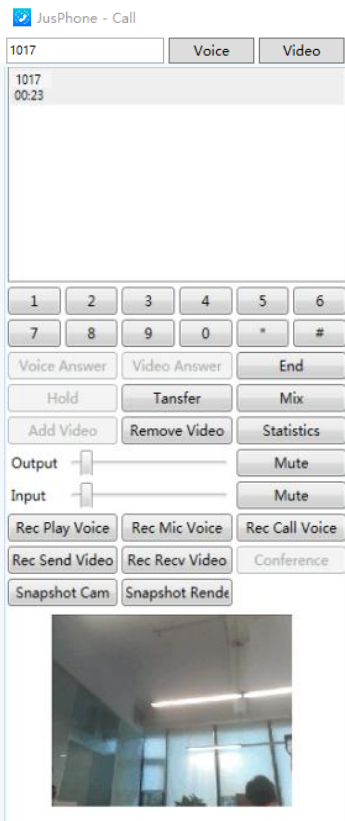 JusPhone - Call
1017 Voice Video
1017
00:23
1 2 3 4 5 6
7 8 9 0 * #
Voice Answer Video Answer End
Hold Tansfer Mix
Add Video Remove Video Statistics
Output Mute
Input Mute
Rec Play Voice Rec Mic Voice Rec Call Voice
Rec Send Video Rec Recv Video Conference
Snapshot Cam Snapshot Rende